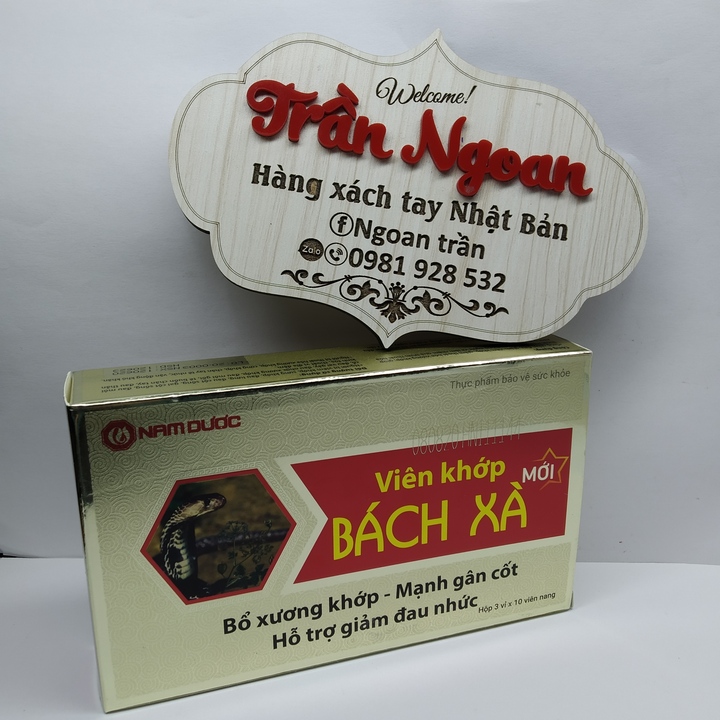 Welcome!
Trần Ngoan
Hàng xách tay Nhật Bản
Ngoan trần
Zalo 0981 928 532
Thực phẩm bảo vệ sức khỏe
NAM DƯỢC
Viên khớp
MỚI
BÁCH XÀ
Bổ xương khớp - Mạnh gân cốt
Hỗ trợ giảm đau nhức
Hộp 3 vỉ x 10 viên nang